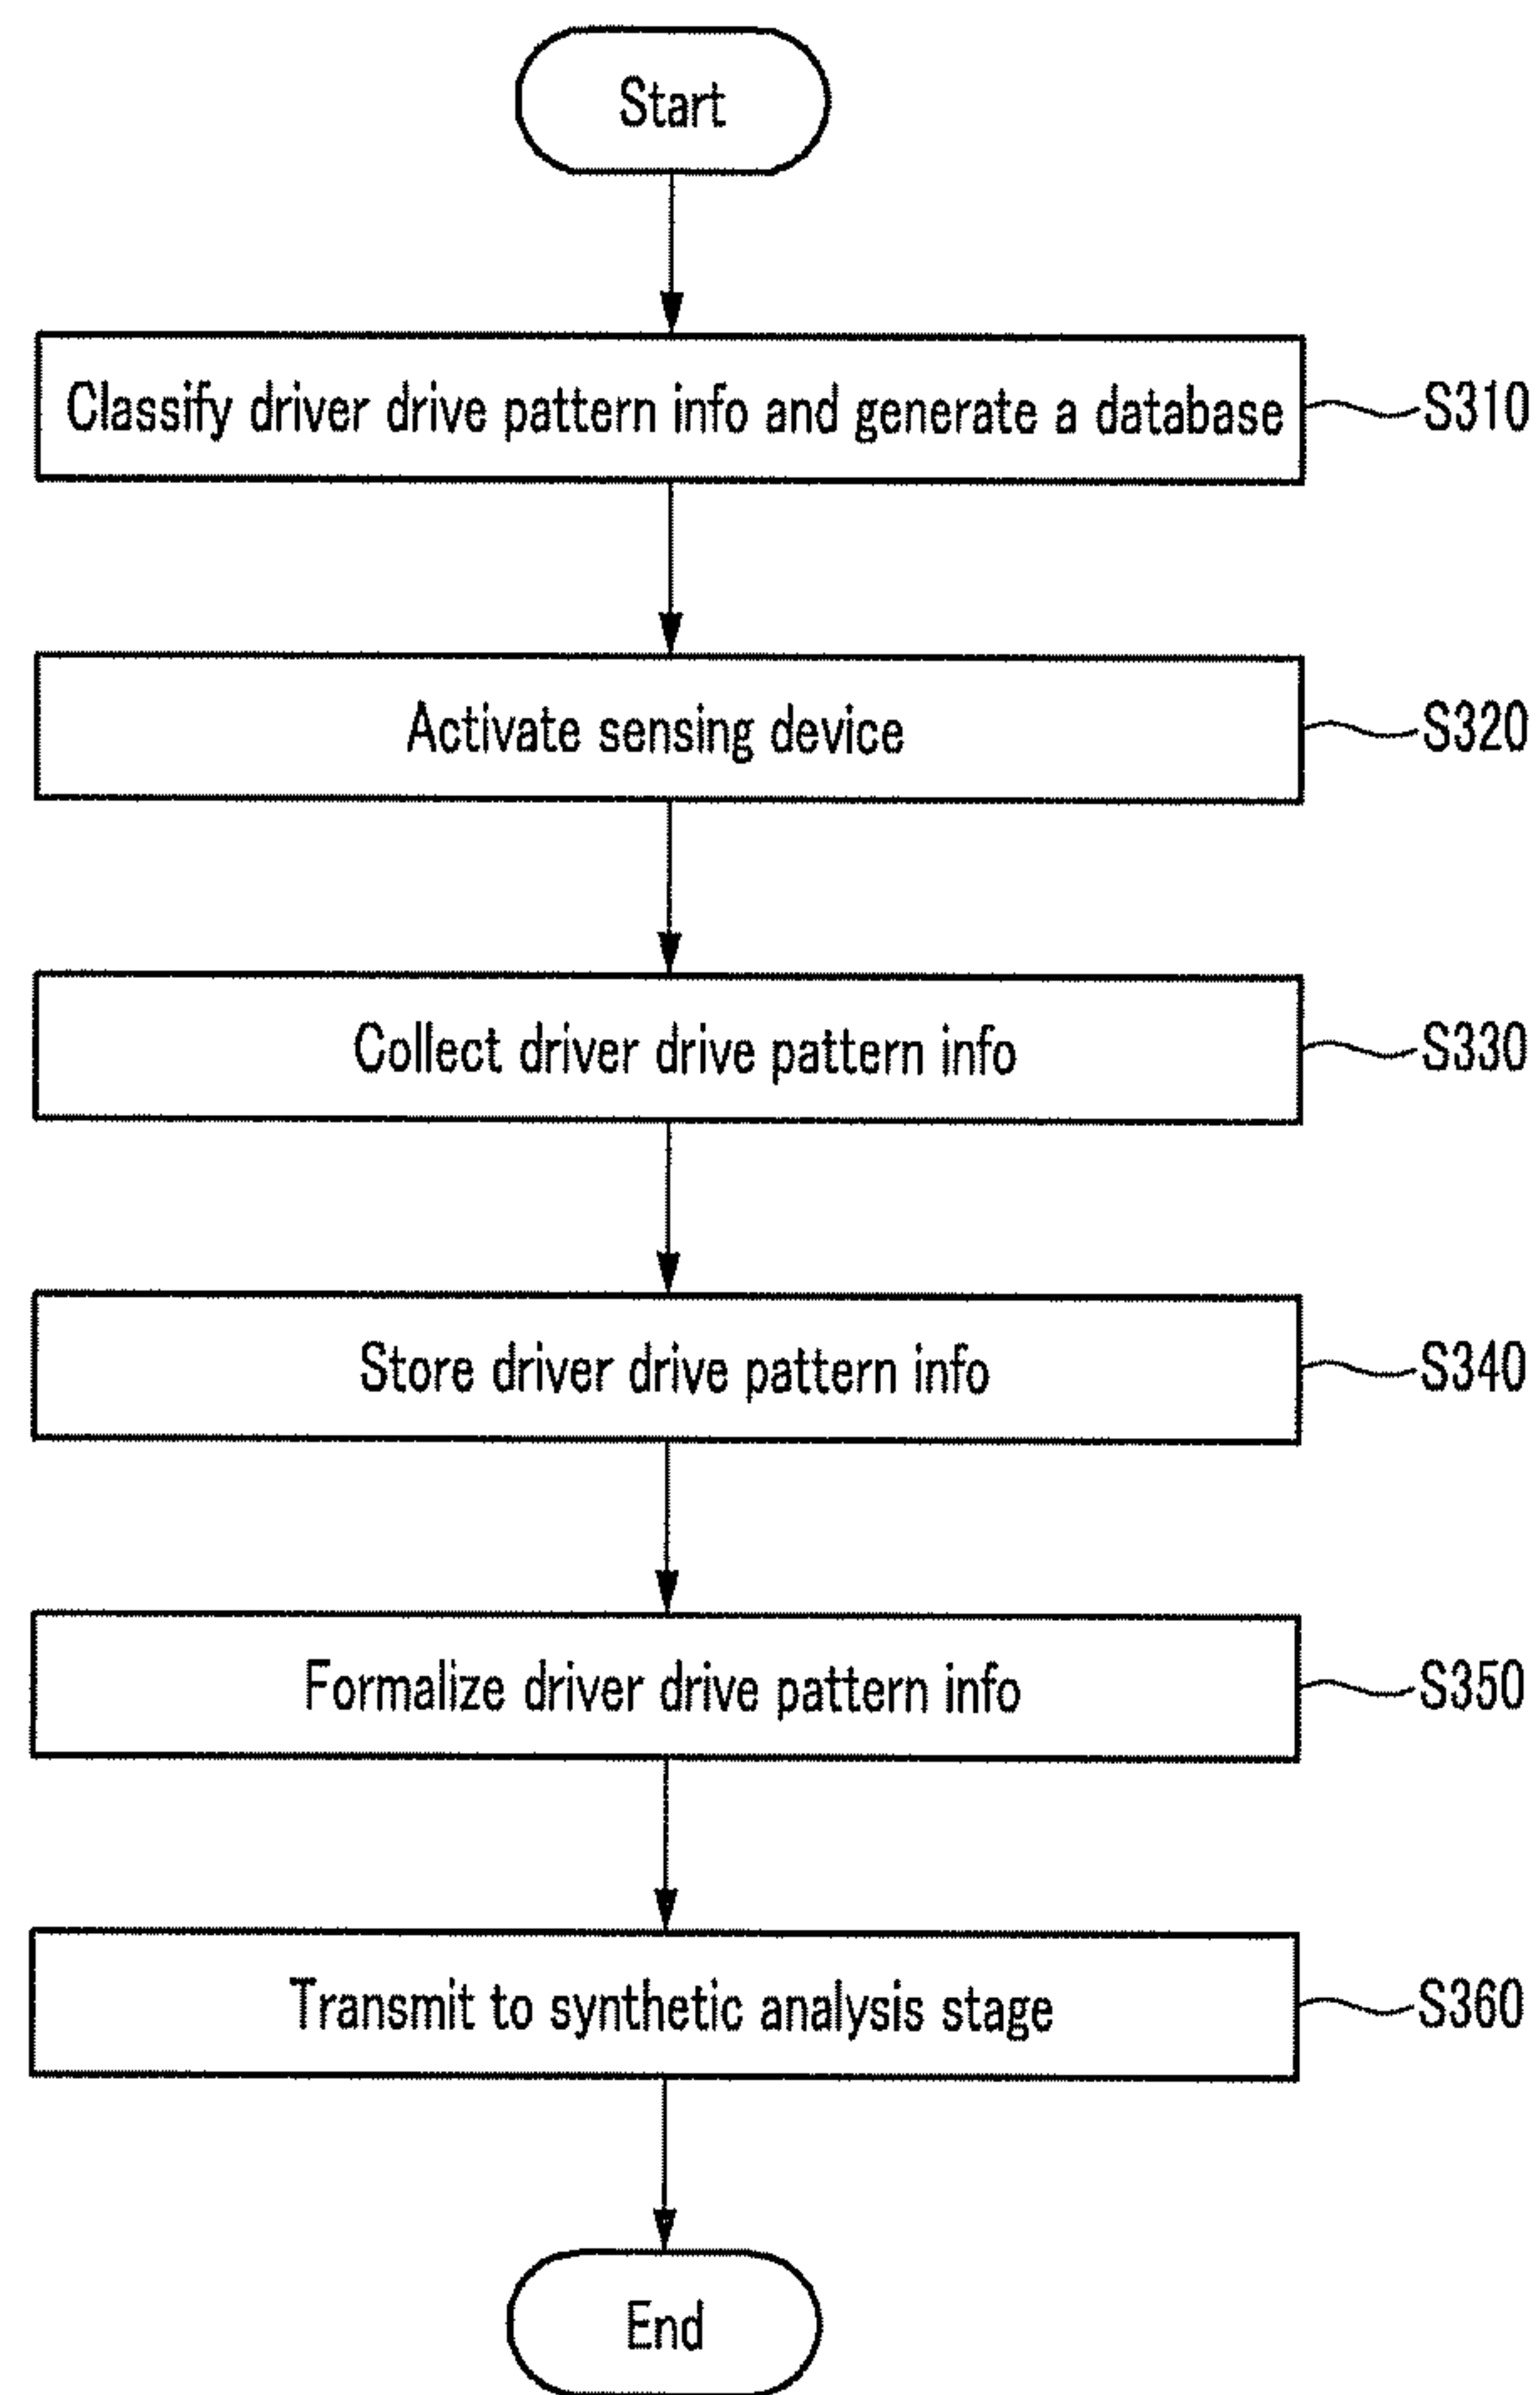 Start
Classify driver drive pattern info and generate a database
S310
Activate sensing device
S320
Collect driver drive pattern info
S330
Store driver drive pattern info
S340
Formalize driver drive pattern info
S350
Transmit to synthetic analysis stage
S360
End